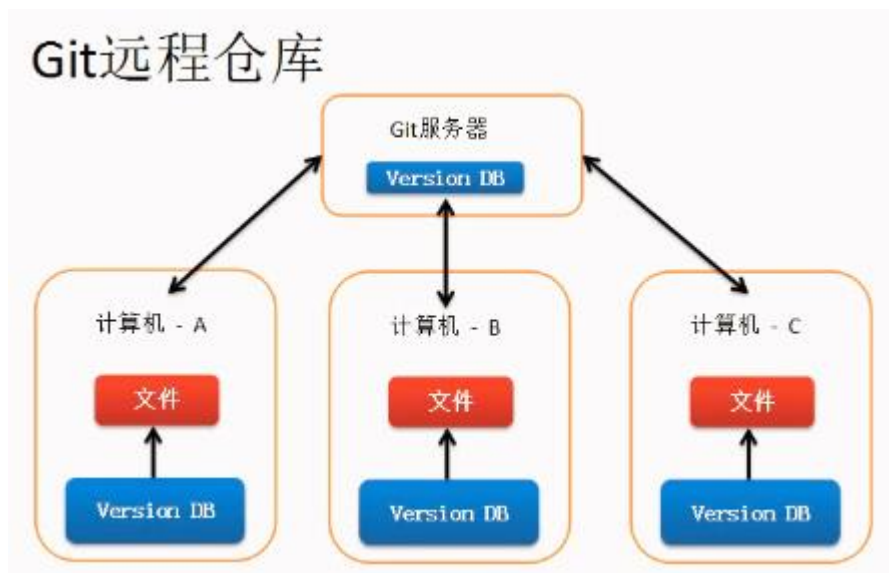 Git远程仓库
Git服务器
Version DB
计算机 - A
计算机 - B
计算机 - C
文件
文件
文件
Version DB
Version DB
Version DB